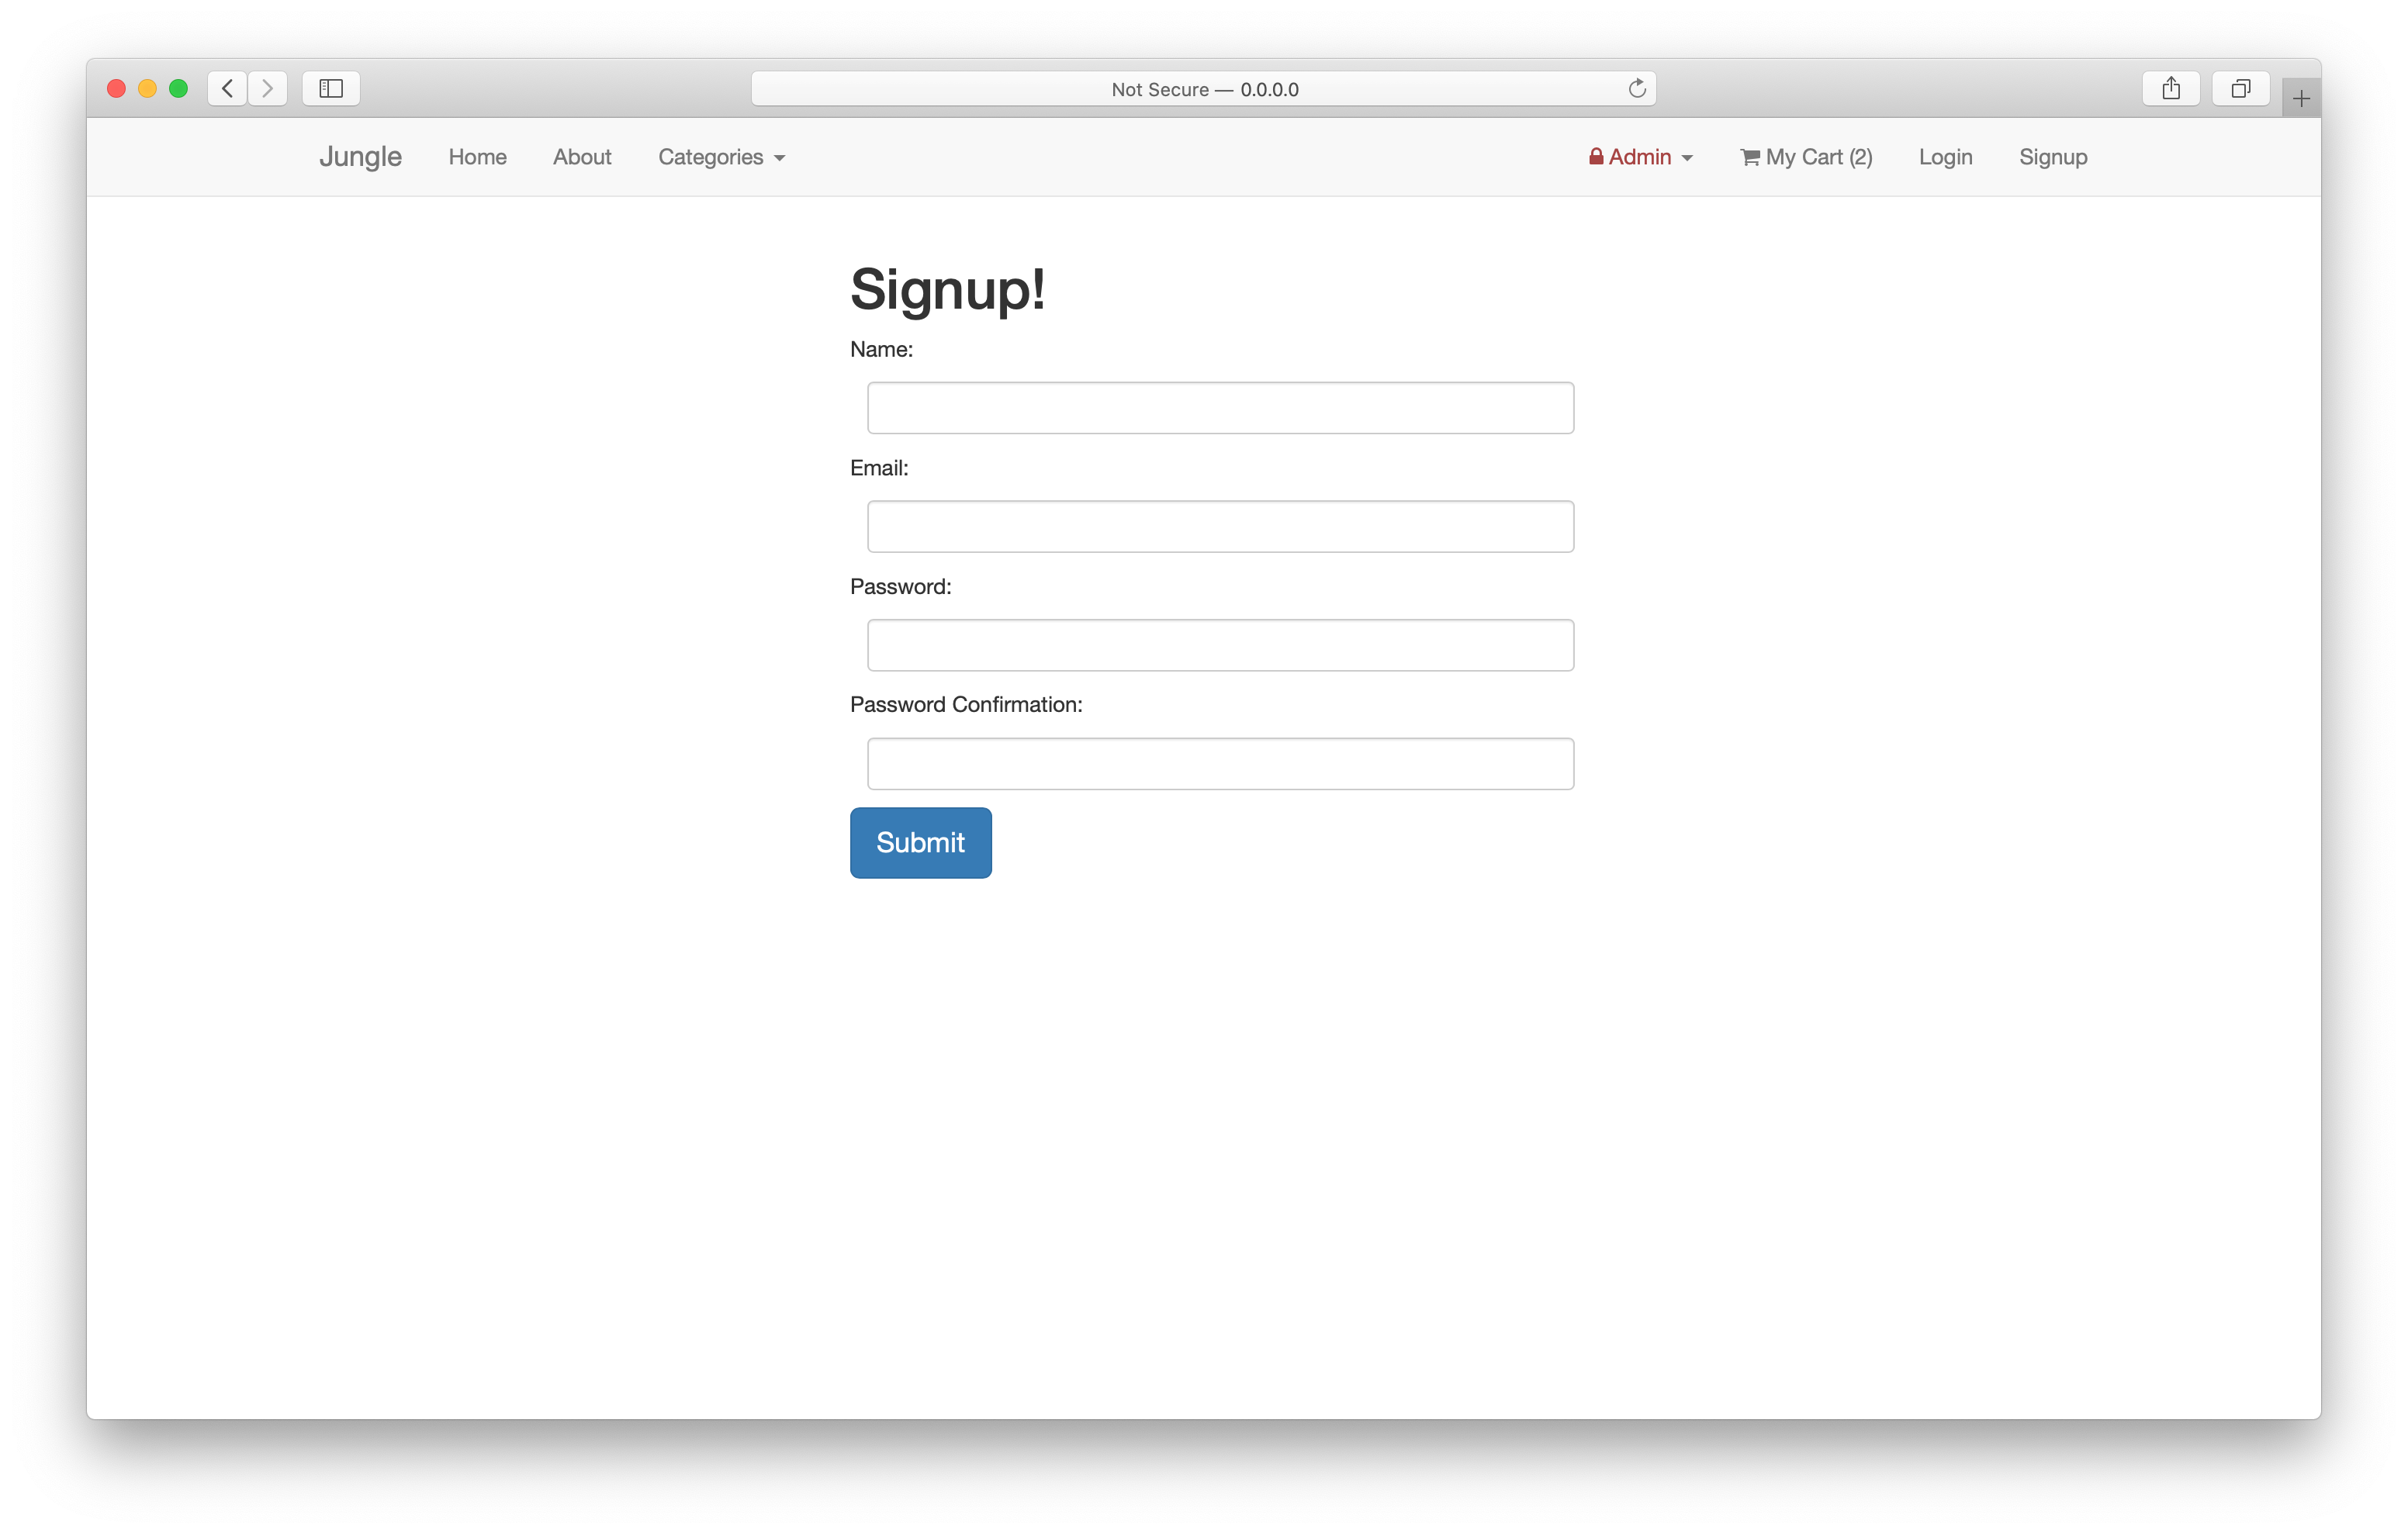 Not Secure — 0.0.0.0
Jungle Home About Categories Admin My Cart (2) Login Signup
Signup!
Name:
Email:
Password:
Password Confirmation:
Submit